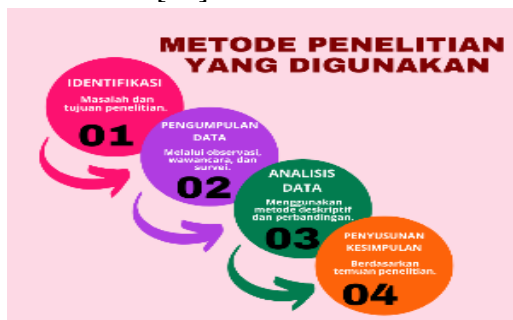 METODE PENELITIAN
YANG DIGUNAKAN
IDENTIFIKASI
Masalah dan
tujuan penelitian.
01
PENGUMPULAN
DATA
Melalui observasi,
wawancara, dan
survei.
02
ANALISIS
DATA
Menggunakan
metode deskriptif
dan perbandingan.
03
PENYUSUNAN
KESIMPULAN
Berdasarkan
temuan penelitian.
04